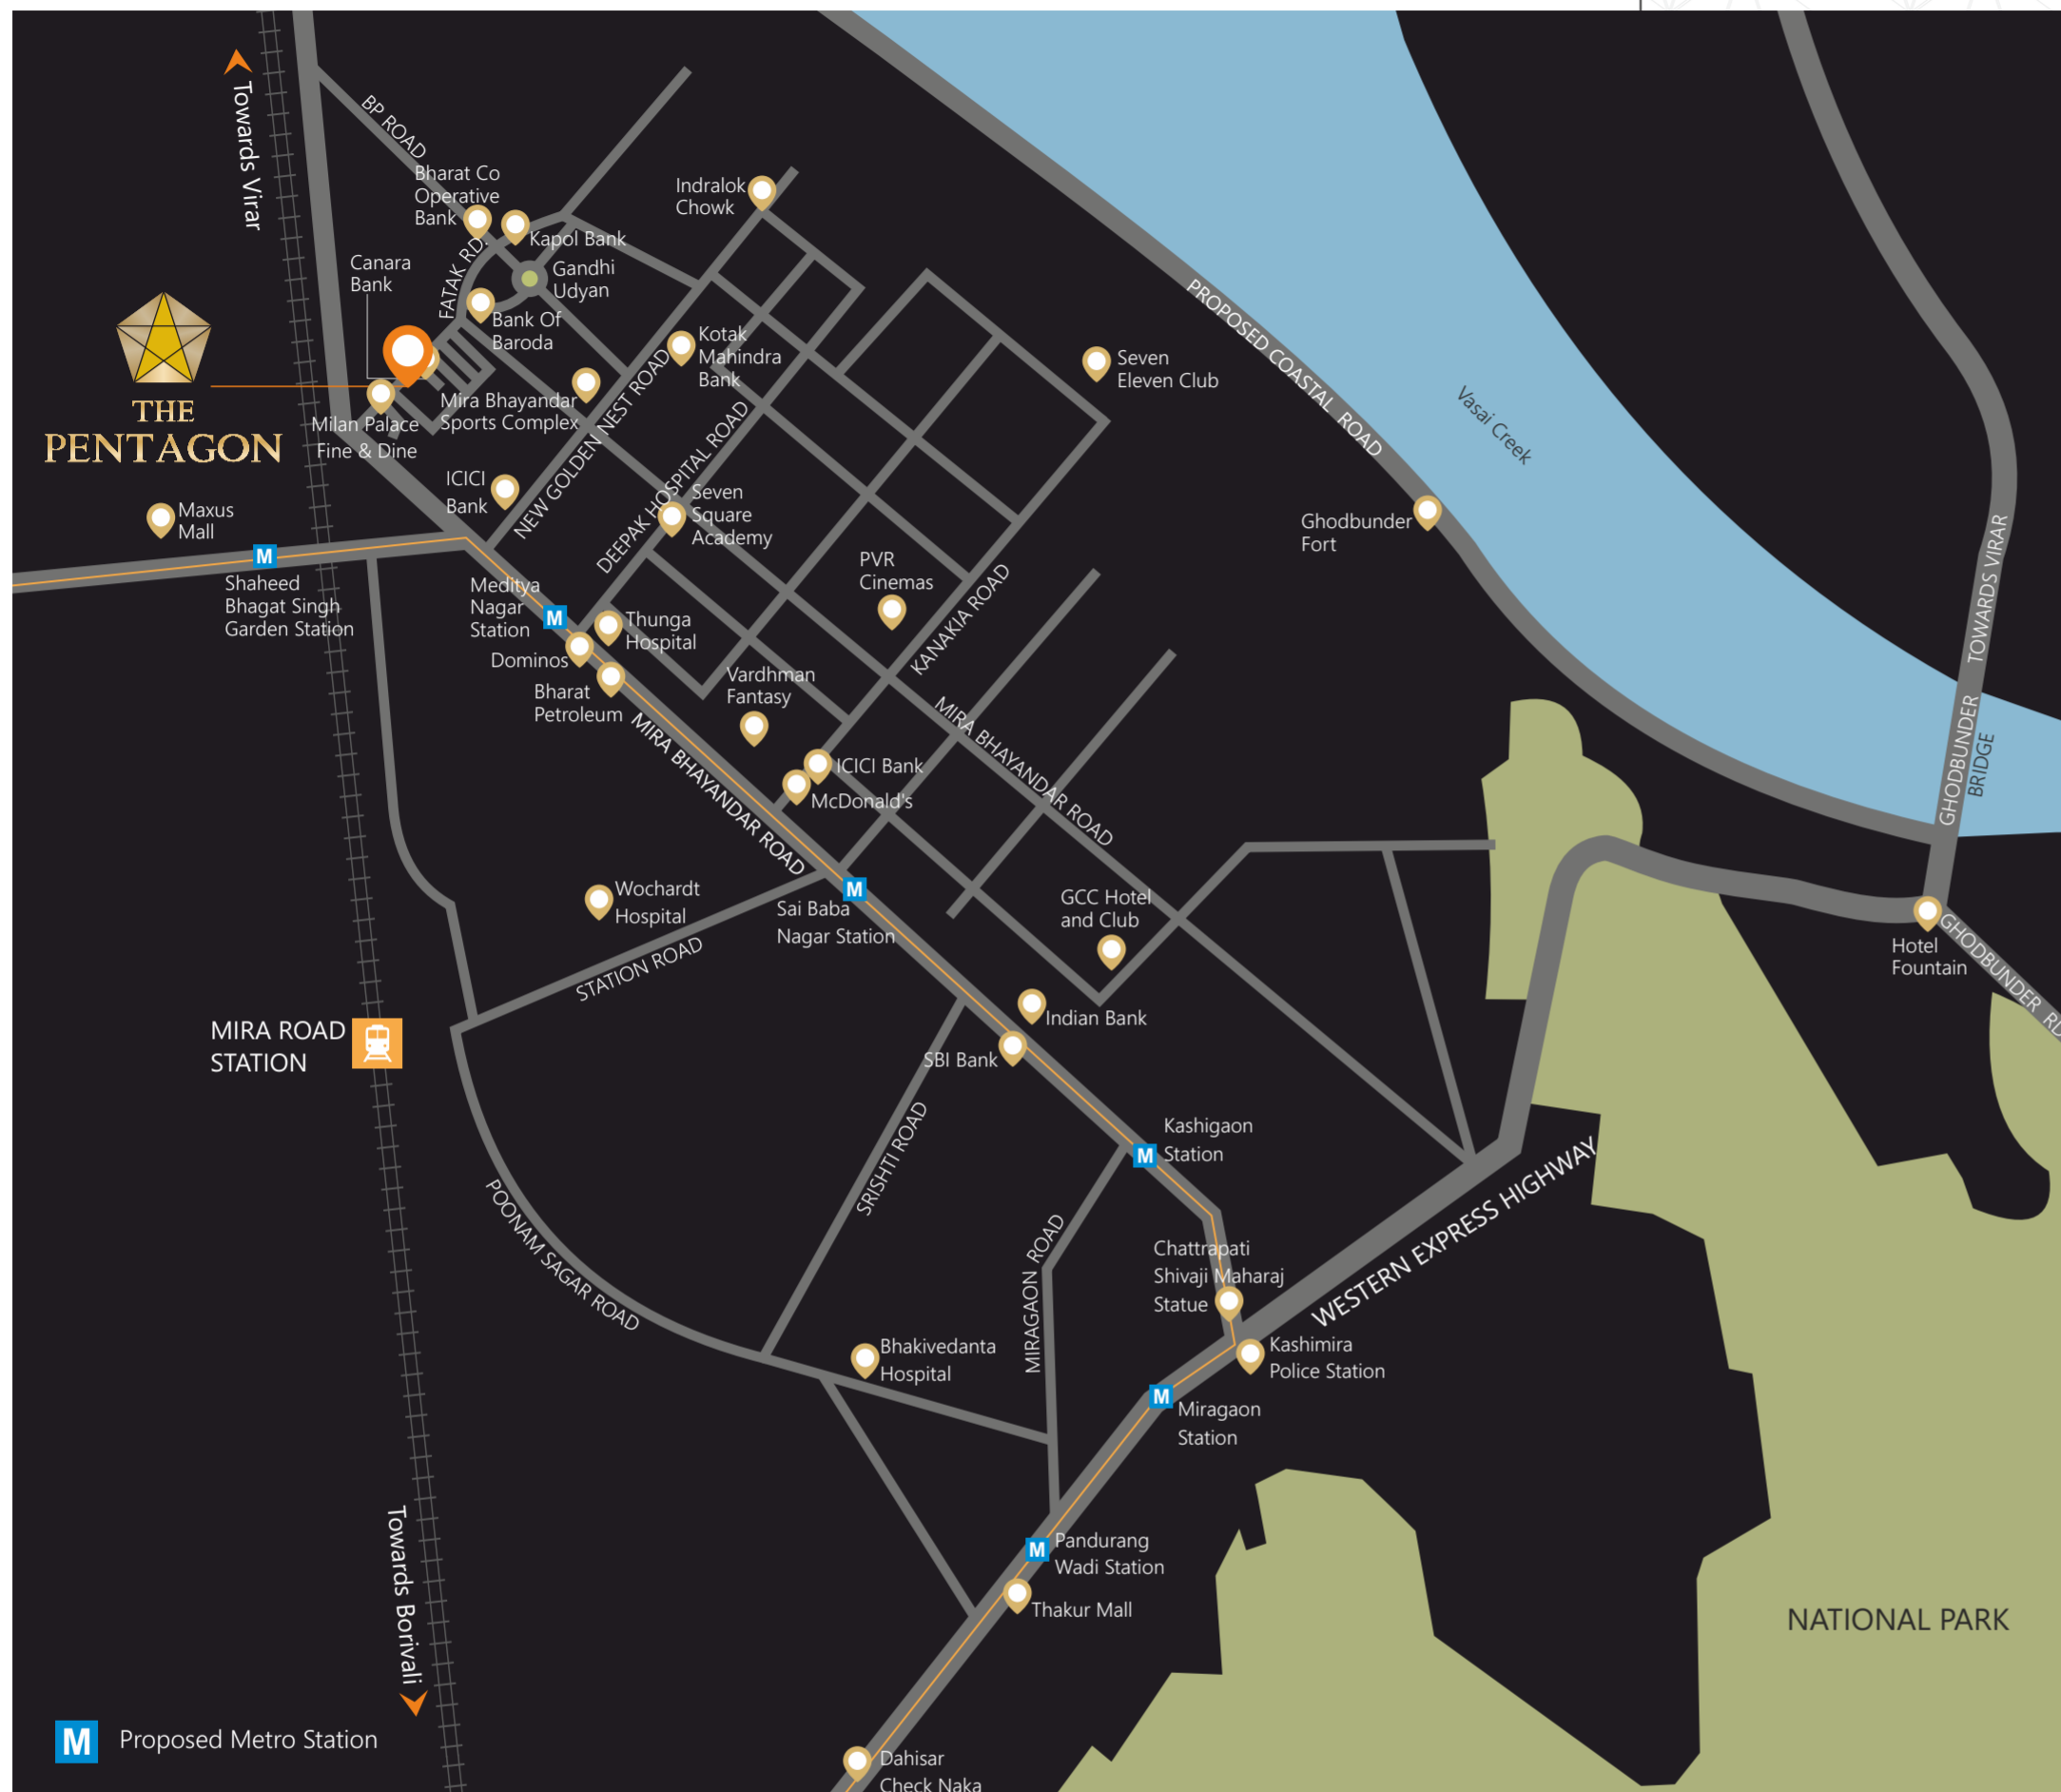 Towards Virar
BP ROAD
Bharat Co
Operative
Bank
Kapol Bank
FATAK RD.
Gandhi
Udyan
Canara
Bank
Bank Of
Baroda
Indralok
Chowk
THE
PENTAGON
Milan Palace
Fine & Dine
Mira Bhayandar
Sports Complex
Kotak
Mahindra
Bank
NEW GOLDEN NEST ROAD
DEEPAK HOSPITAL ROAD
ICICI
Bank
Seven
Square
Academy
Seven
Eleven Club
PROPOSED COASTAL ROAD
Vasai Creek
Ghodbunder
Fort
Maxus
Mall
M
Shaheed
Bhagat Singh
Garden Station
Meditya
Nagar
Station
M
Dominos
Thunga
Hospital
Bharat
Petroleum
PVR
Cinemas
KANAKIA ROAD
Vardhman
Fantasy
ICICI Bank
McDonald's
MIRA BHAYANDAR ROAD
MIRA BHAYANDAR ROAD
GHODBUNDER TOWARDS VIRAR
BRIDGE
Wochardt
Hospital
M
Sai Baba
Nagar Station
STATION ROAD
GCC Hotel
and Club
Hotel
Fountain
GHODBUNDER RD
MIRA ROAD
STATION
Indian Bank
SBI Bank
SRISHTI ROAD
Kashigaon
M
Station
POONAM SAGAR ROAD
MIRAGAON ROAD
Chattrapati
Shivaji Maharaj
Statue
WESTERN EXPRESS HIGHWAY
Bhakivedanta
Hospital
Kashimira
Police Station
M
Miragaon
Station
M
Pandurang
Wadi Station
Thakur Mall
NATIONAL PARK
Towards Borivali
M Proposed Metro Station
Dahisar
Check Naka